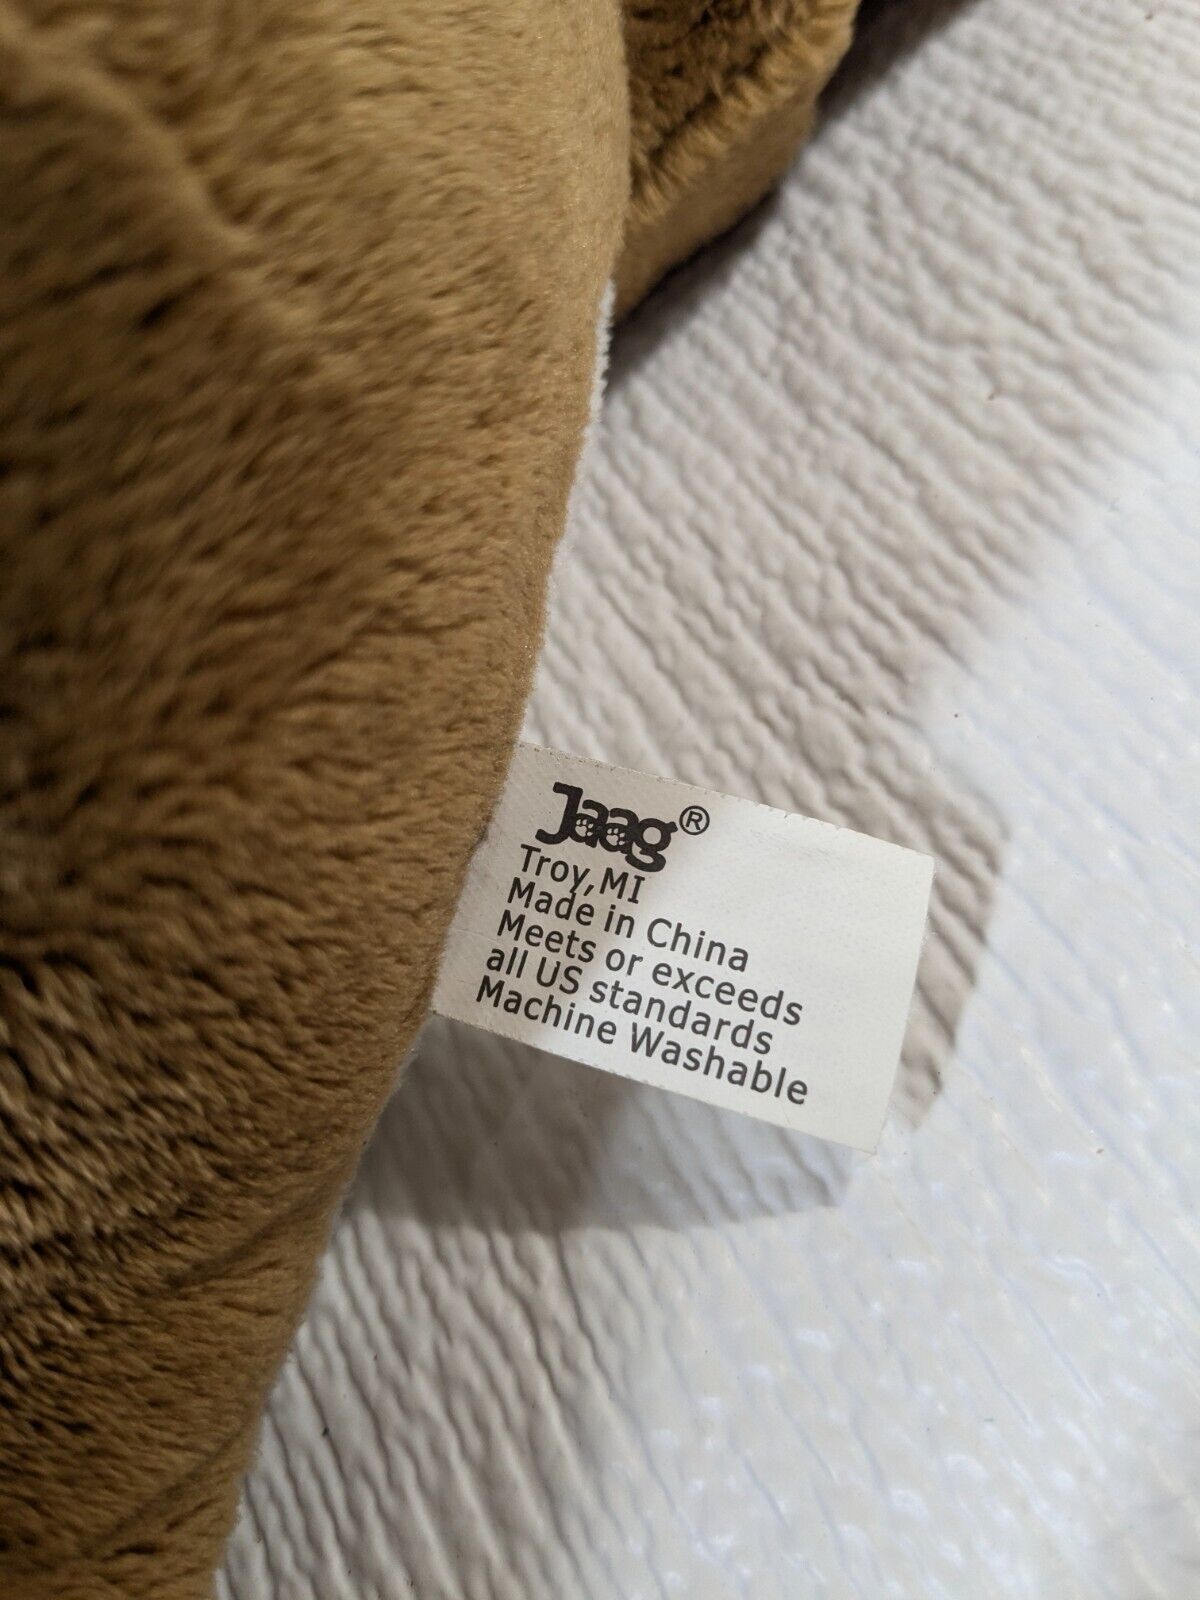 Jaag®
Troy, MI
Made in China
Meets or exceeds
all US standards
Machine Washable